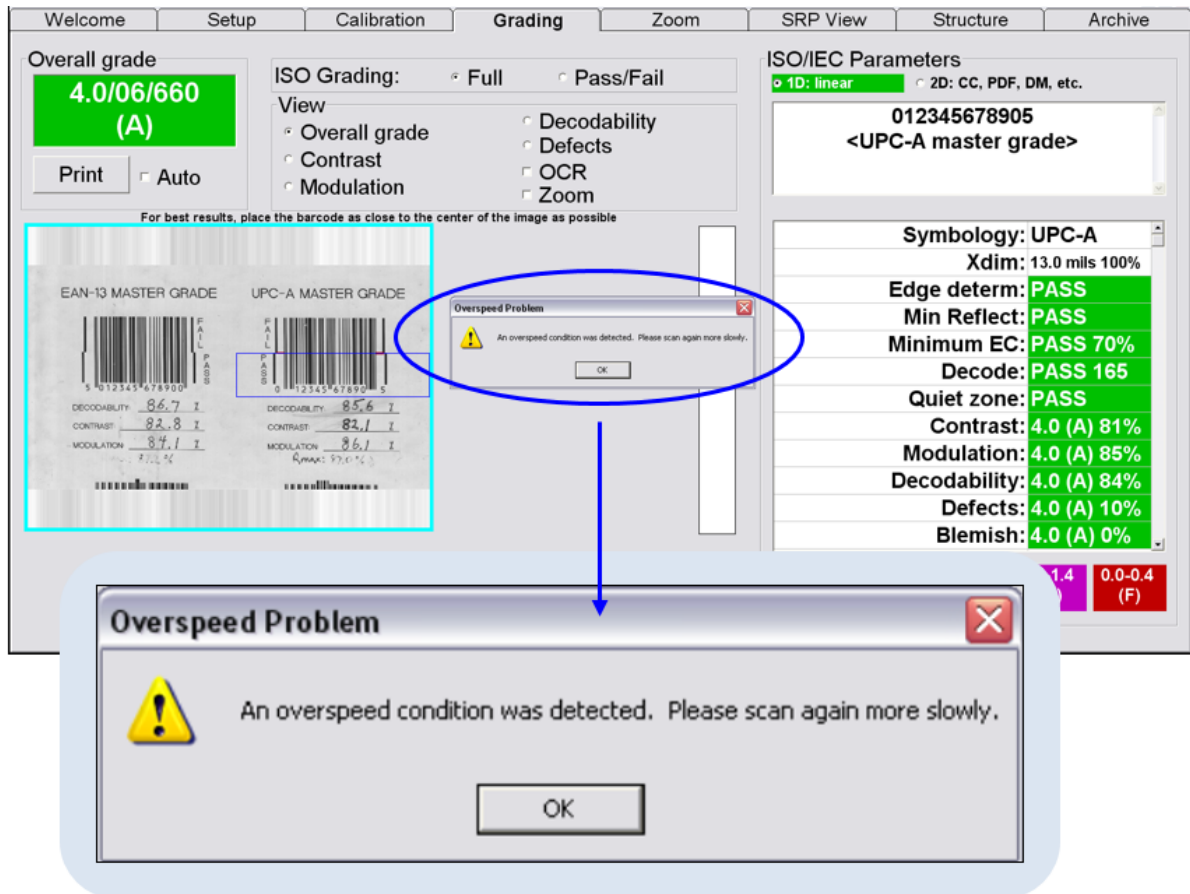 Welcome Setup Calibration Grading Zoom SRP View Structure Archive
Overall grade
4.0/06/660
(A)
Print Auto
ISO Grading: Full Pass/Fail
View
Overall grade
Contrast
Modulation
Decodability
Defects
OCR
Zoom
For best results, place the barcode as close to the center of the image as possible
EAN-13 MASTER GRADE
FAIL
PASS
5 012345 678900
DECODABILITY 86.7 %
CONTRAST 82.8 %
MODULATION 84.1 %
UPC-A MASTER GRADE
FAIL
PASS
0 12345 67890 5
DECODABILITY 85.6 %
CONTRAST 82.1 %
MODULATION 86.1 %
Rmax:
Overspeed Problem
An overspeed condition was detected. Please scan again more slowly.
OK
ISO/IEC Parameters
1D: linear 2D: CC, PDF, DM, etc.
012345678905
<UPC-A master grade>
Symbology: UPC-A
Xdim: 13.0 mils 100%
Edge determ: PASS
Min Reflect: PASS
Minimum EC: PASS 70%
Decode: PASS 165
Quiet zone: PASS
Contrast: 4.0 (A) 81%
Modulation: 4.0 (A) 85%
Decodability: 4.0 (A) 84%
Defects: 4.0 (A) 10%
Blemish: 4.0 (A) 0%
1.4 0.0-0.4
(F)
Overspeed Problem
An overspeed condition was detected. Please scan again more slowly.
OK